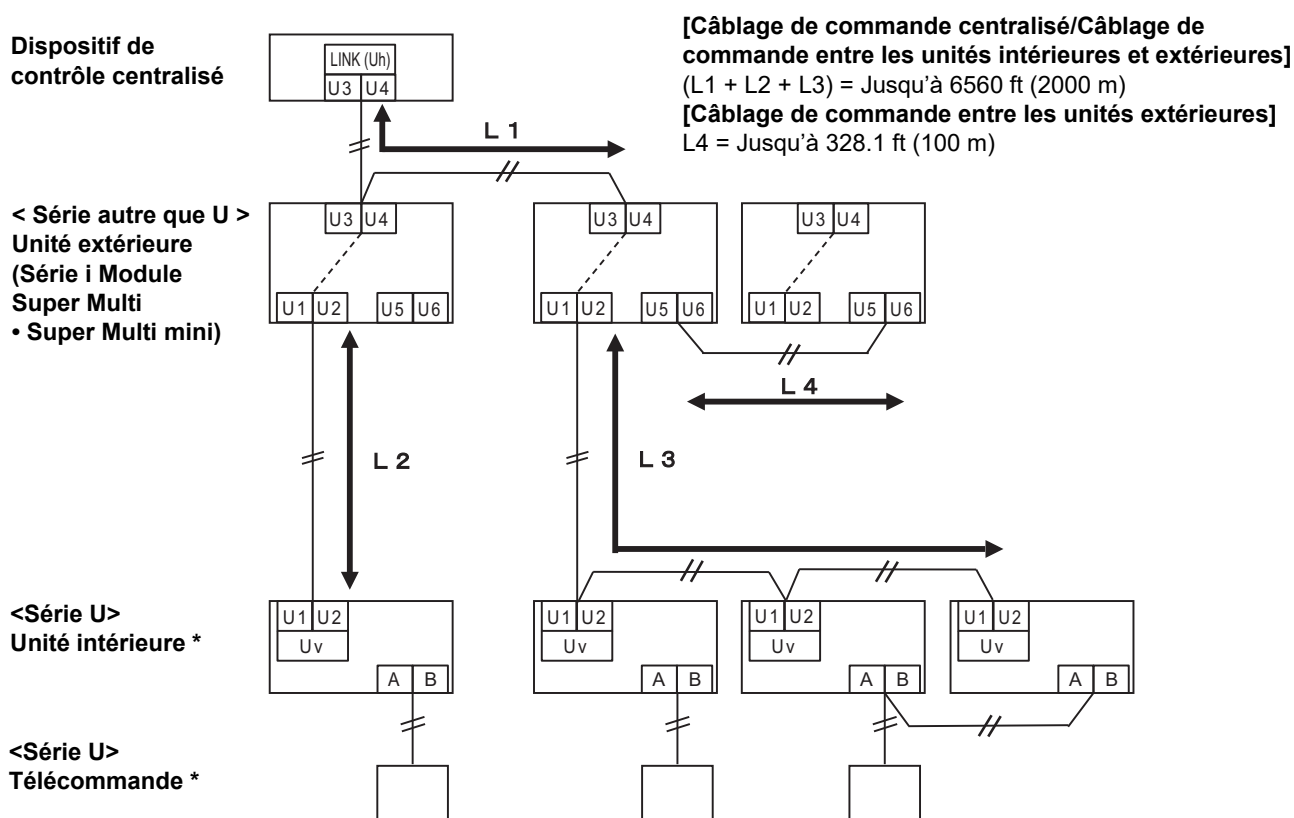 Dispositif de
contrôle centralisé
LINK (Uh)
U3 U4
[Câblage de commande centralisé/Câblage de
commande entre les unités intérieures et extérieures]
(L1 + L2 + L3) = Jusqu'à 6560 ft (2000 m)
[Câblage de commande entre les unités extérieures]
L4 = Jusqu'à 328.1 ft (100 m)
L 1
< Série autre que U >
Unité extérieure
(Série i Module
Super Multi
• Super Multi mini)
U3 U4
U3 U4
U3 U4
U1 U2
U5 U6
U1 U2
U5 U6
U1 U2
U5 U6
L 4
L 2
L 3
<Série U>
Unité intérieure *
U1 U2
Uv
A B
U1 U2
Uv
A B
U1 U2
Uv
A B
U1 U2
Uv
A B
<Série U>
Télécommande *